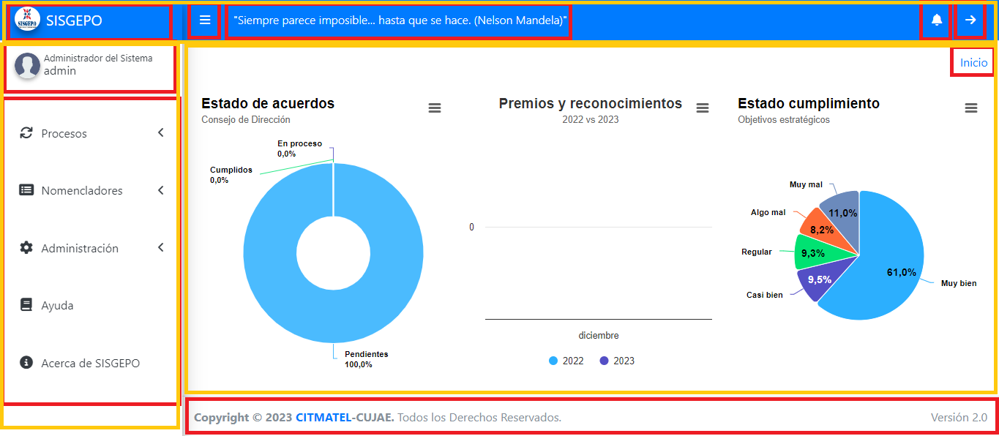 SISGEPO
SISGEPO
"Siempre parece imposible... hasta que se hace. (Nelson Mandela)"
Administrador del Sistema
admin
Procesos
Nomencladores
Administración
Ayuda
Acerca de SISGEPO
Inicio
Estado de acuerdos
Consejo de Dirección
En proceso
0,0%
Cumplidos
0,0%
Pendientes
100,0%
Premios y reconocimientos
2022 vs 2023
0
diciembre
2022
2023
Estado cumplimiento
Objetivos estratégicos
Muy mal
11,0%
Algo mal
8,2%
Regular
9,3%
Casi bien
9,5%
61,0%
Muy bien
Copyright © 2023 CITMATEL-CUJAE. Todos los Derechos Reservados.
Versión 2.0